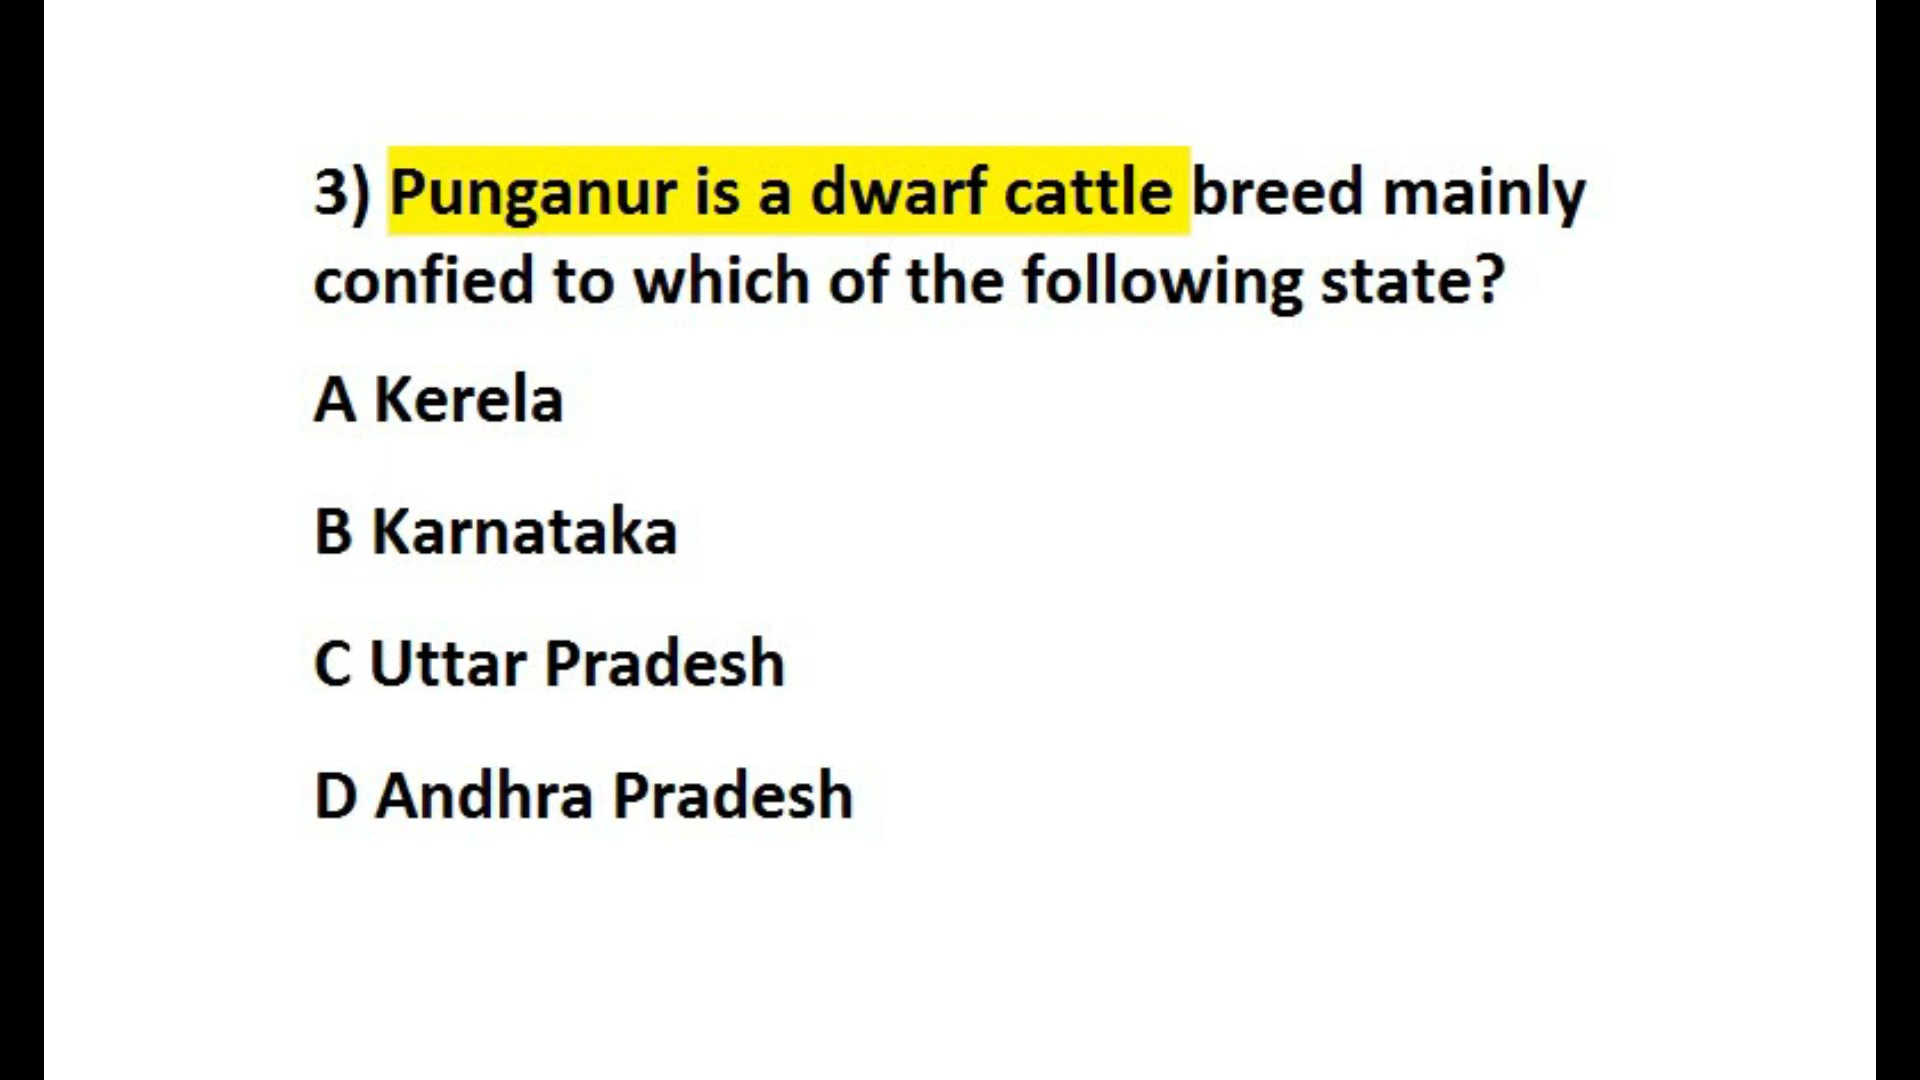 3) Punganur is a dwarf cattle breed mainly
confied to which of the following state?
A Kerela
B Karnataka
C Uttar Pradesh
D Andhra Pradesh